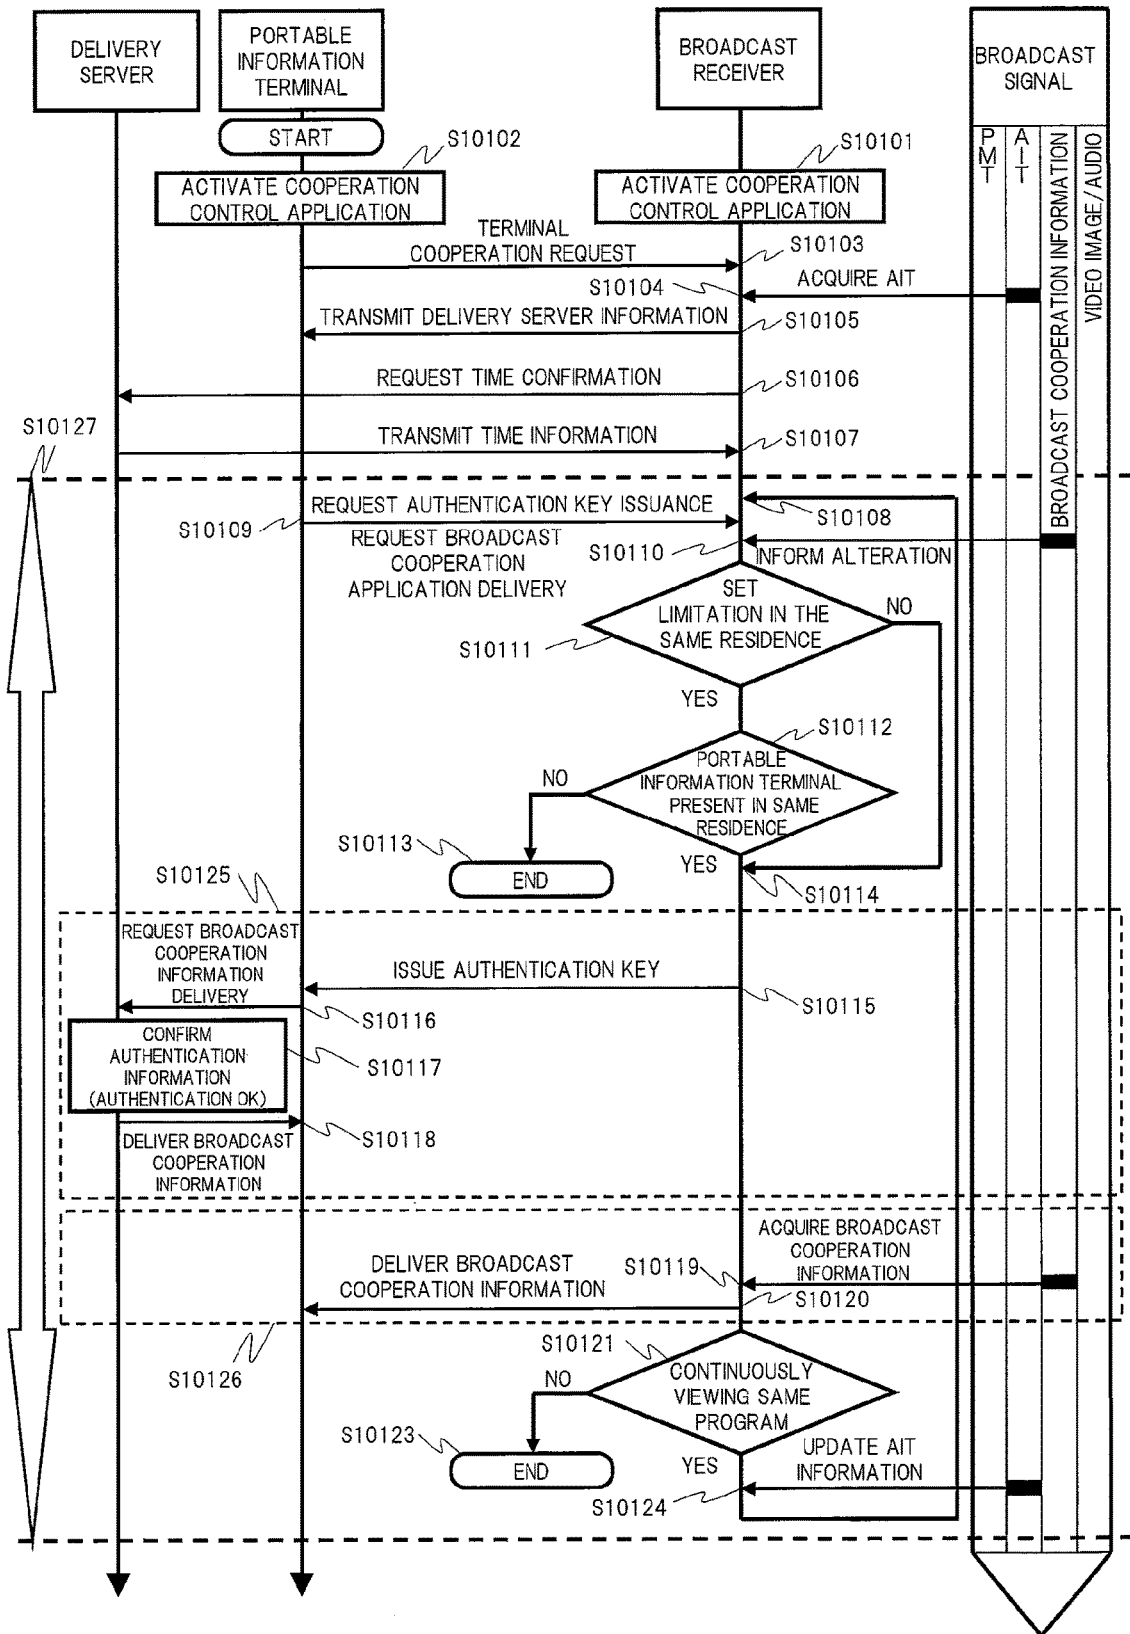 DELIVERY
SERVER
PORTABLE
INFORMATION
TERMINAL
BROADCAST
RECEIVER
BROADCAST
SIGNAL
START
PMT
AIT
BROADCAST COOPERATION INFORMATION
VIDEO IMAGE/AUDIO
S10102
S10101
ACTIVATE COOPERATION
CONTROL APPLICATION
ACTIVATE COOPERATION
CONTROL APPLICATION
TERMINAL
COOPERATION REQUEST
S10103
S10104
ACQUIRE AIT
TRANSMIT DELIVERY SERVER INFORMATION
S10105
REQUEST TIME CONFIRMATION
S10106
S10127
TRANSMIT TIME INFORMATION
S10107
REQUEST AUTHENTICATION KEY ISSUANCE
S10108
S10109
REQUEST BROADCAST
COOPERATION
APPLICATION DELIVERY
S10110
INFORM ALTERATION
SET
LIMITATION IN THE
SAME RESIDENCE
NO
S10111
YES
S10112
PORTABLE
INFORMATION TERMINAL
PRESENT IN SAME
RESIDENCE
NO
S10113
END
YES
S10114
S10125
REQUEST BROADCAST
COOPERATION
INFORMATION
DELIVERY
ISSUE AUTHENTICATION KEY
S10115
S10116
CONFIRM
AUTHENTICATION
INFORMATION
(AUTHENTICATION OK)
S10117
S10118
DELIVER BROADCAST
COOPERATION
INFORMATION
DELIVER BROADCAST
COOPERATION INFORMATION
S10119
ACQUIRE BROADCAST
COOPERATION
INFORMATION
S10120
S10126
S10121
CONTINUOUSLY
VIEWING SAME
PROGRAM
NO
S10123
END
YES
UPDATE AIT
INFORMATION
S10124